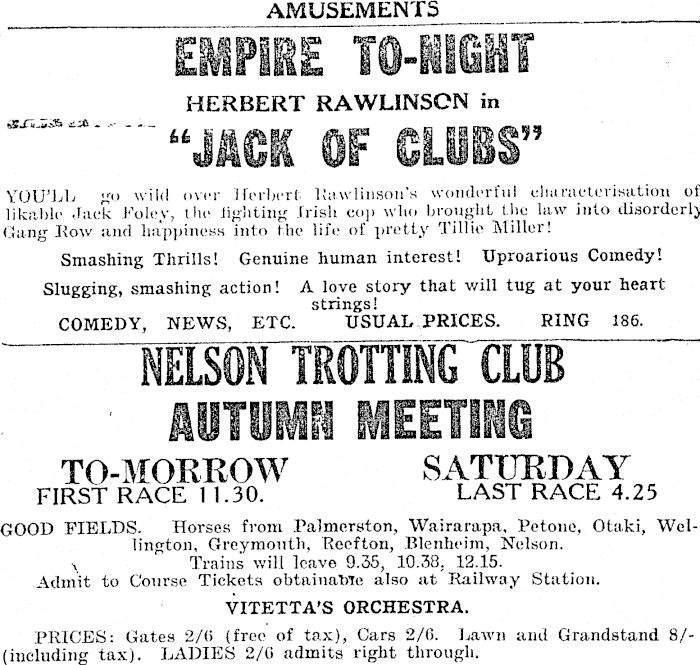 AMUSEMENTS
EMPIRE TO-NIGHT
HERBERT RAWLINSON in
"JACK OF CLUBS"
YOU'LL go wild over Herbert Rawlinson's wonderful characterisation of
likable Jack Foley, the fighting Irish cop who brought the law into disorderly
Gang Row and happiness into the life of pretty Tillie Miller!
Smashing Thrills! Genuine human interest! Uproarious Comedy!
Slugging, smashing action! A love story that will tug at your heart
strings!
COMEDY, NEWS, ETC. USUAL PRICES. RING 186.
NELSON TROTTING CLUB
AUTUMN MEETING
TO-MORROW SATURDAY
FIRST RACE 11.30. LAST RACE 4.25
GOOD FIELDS. Horses from Palmerston, Wairarapa, Petone, Otaki, Wel-
lington, Greymouth, Reefton, Blenheim, Nelson.
Trains will leave 9.35, 10.38, 12.15.
Admit to Course Tickets obtainable also at Railway Station.
VITETTA'S ORCHESTRA.
PRICES: Gates 2/6 (free of tax), Cars 2/6. Lawn and Grandstand 8/-
(including tax). LADIES 2/6 admits right through.